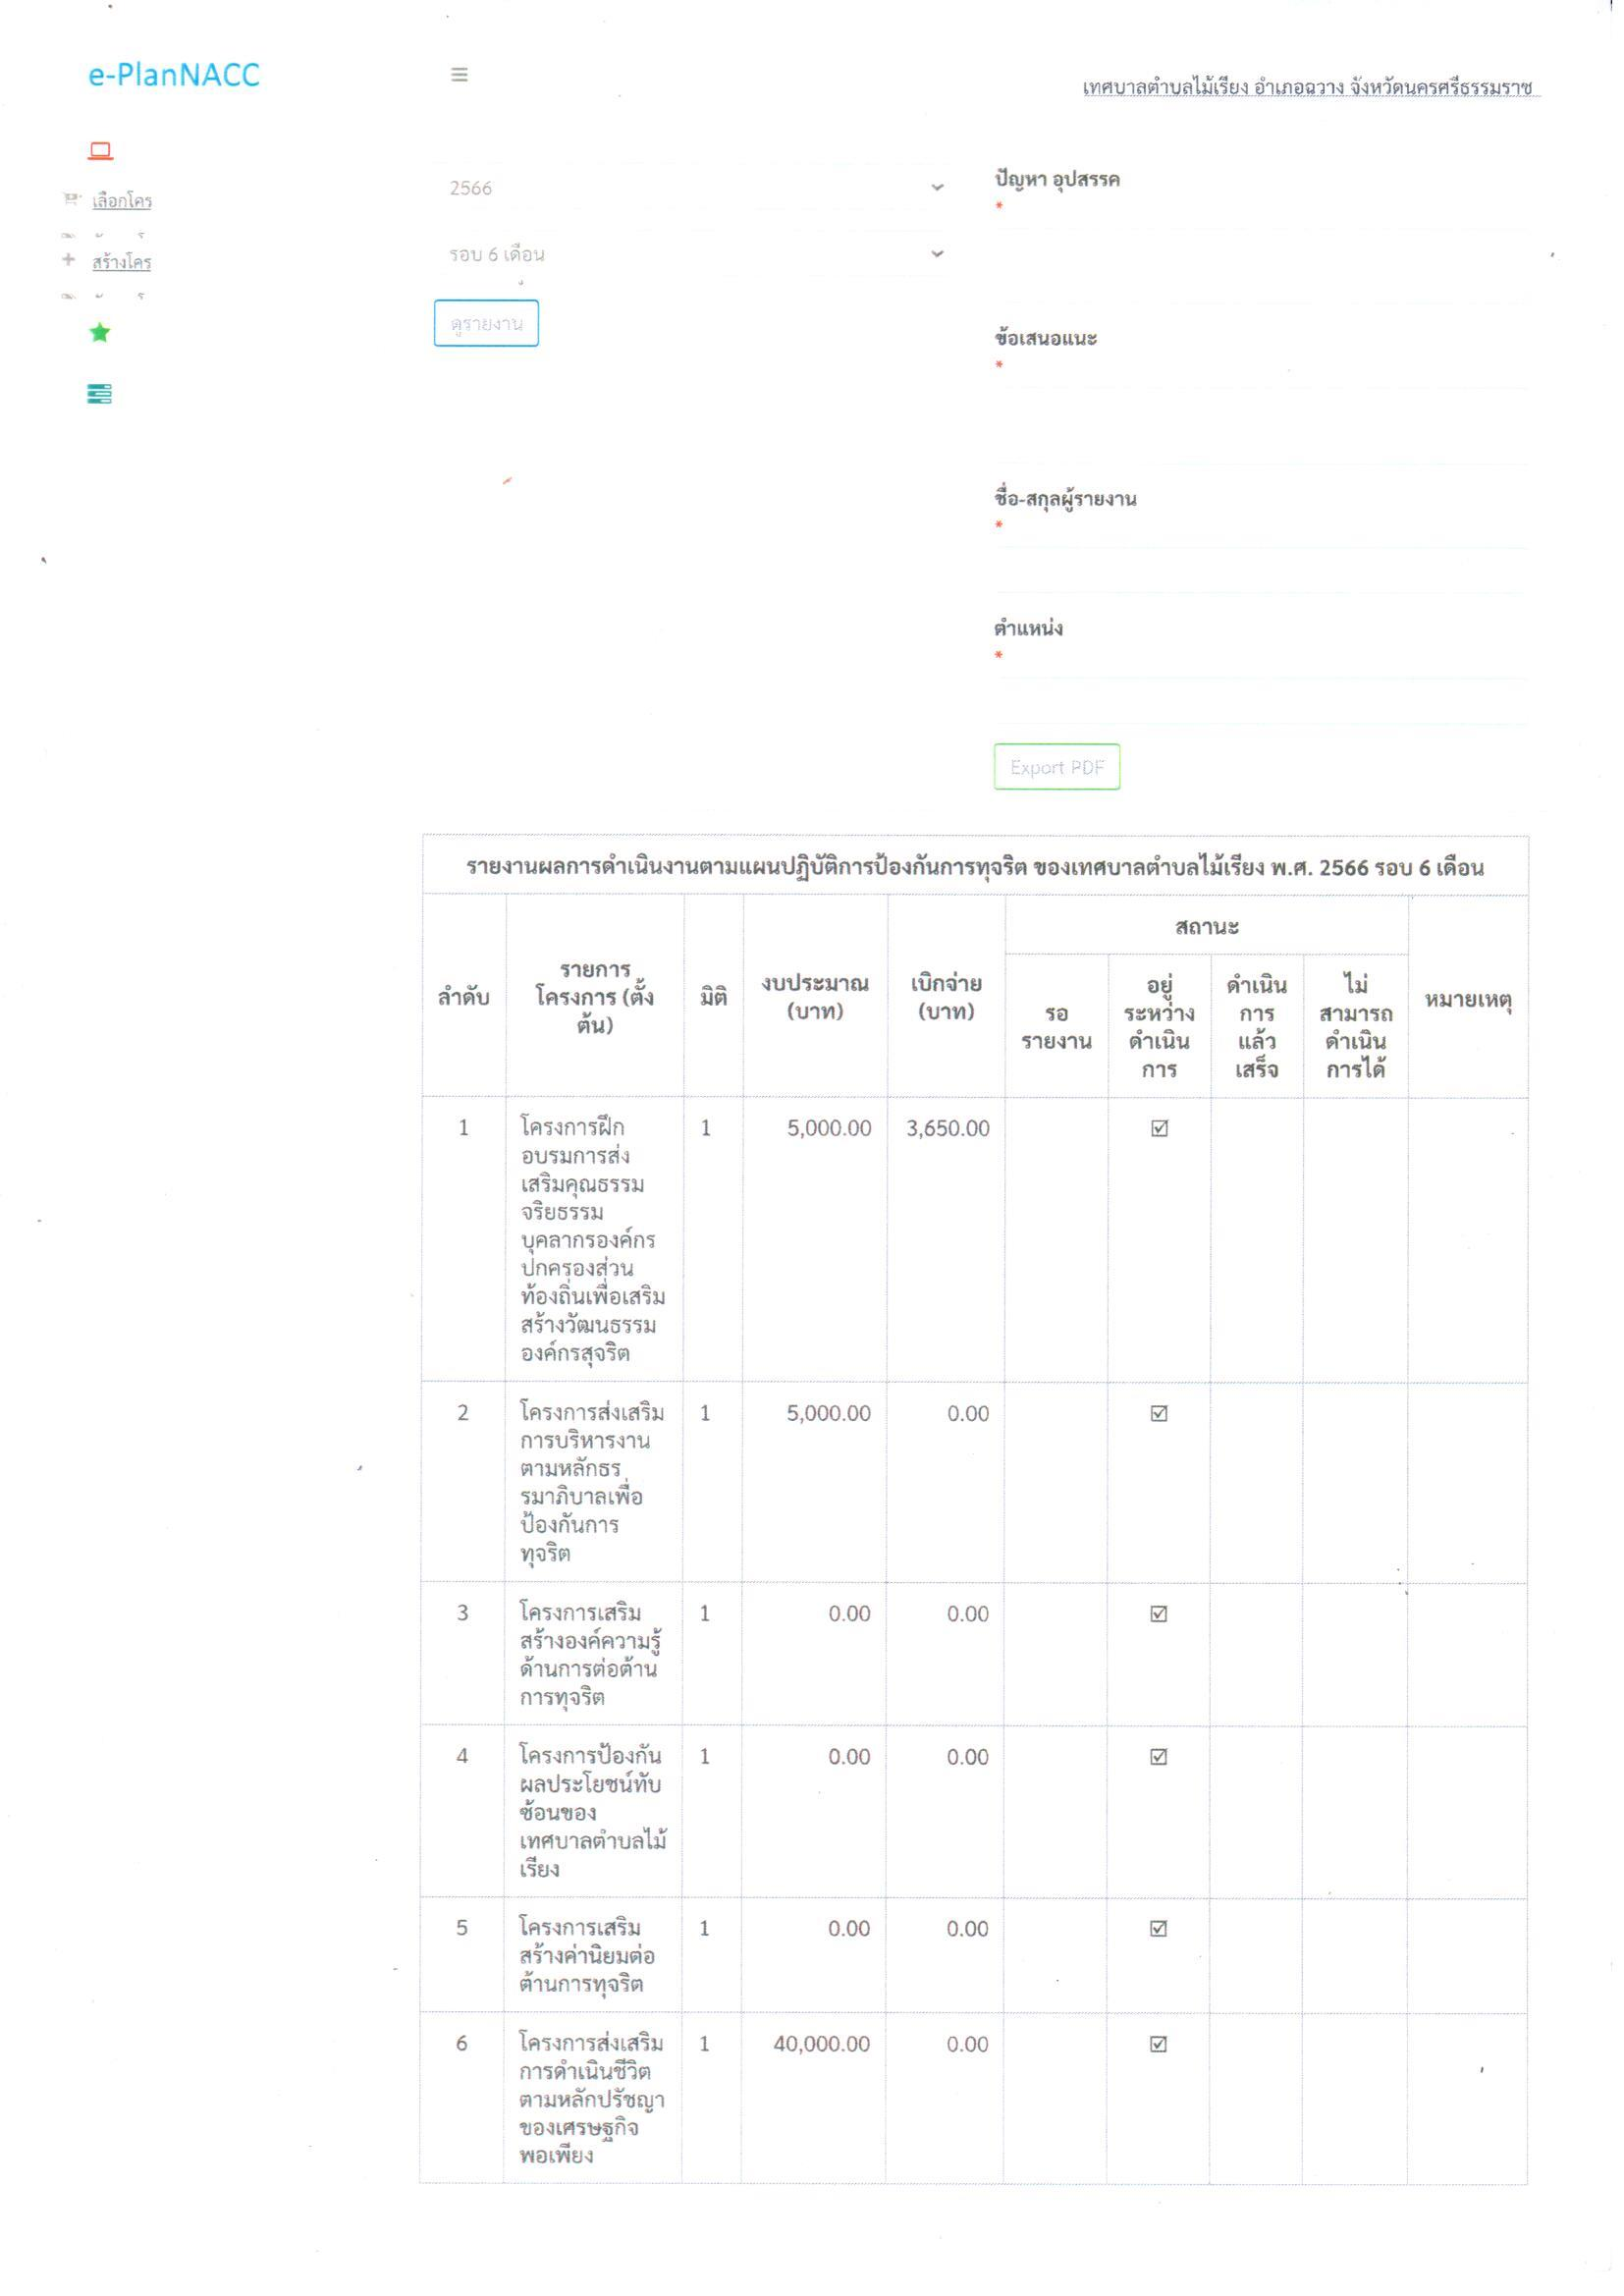 e-PlanNACC
เทศบาลตำบลไม้เรียง อำเภอฉวาง จังหวัดนครศรีธรรมราช
เลือกโคร
สร้างโคร
2566
รอบ 6 เดือน
ดูรายงาน
ปัญหา อุปสรรค
*
ข้อเสนอแนะ
*
ชื่อ-สกุลผู้รายงาน
*
ตำแหน่ง
*
Export PDF
รายงานผลการดำเนินงานตามแผนปฏิบัติการป้องกันการทุจริต ของเทศบาลตำบลไม้เรียง พ.ศ. 2566 รอบ 6 เดือน
ลำดับ
รายการ
โครงการ (ตั้ง
ต้น)
มิติ
งบประมาณ
(บาท)
เบิกจ่าย
(บาท)
สถานะ
รอ
รายงาน
อยู่
ระหว่าง
ดำเนิน
การ
ดำเนิน
การ
แล้ว
เสร็จ
ไม่
สามารถ
ดำเนิน
การได้
หมายเหตุ
1 โครงการฝึก 1 5,000.00 3,650.00 ☑
อบรมการส่ง
เสริมคุณธรรม
จริยธรรม
บุคลากรองค์กร
ปกครองส่วน
ท้องถิ่นเพื่อเสริม
สร้างวัฒนธรรม
องค์กรสุจริต
2 โครงการส่งเสริม 1 5,000.00 0.00 ☑
การบริหารงาน
ตามหลักธร
รมาภิบาลเพื่อ
ป้องกันการ
ทุจริต
3 โครงการเสริม 1 0.00 0.00 ☑
สร้างองค์ความรู้
ด้านการต่อต้าน
การทุจริต
4 โครงการป้องกัน 1 0.00 0.00 ☑
ผลประโยชน์ทับ
ซ้อนของ
เทศบาลตำบลไม้
เรียง
5 โครงการเสริม 1 0.00 0.00 ☑
สร้างค่านิยมต่อ
ต้านการทุจริต
6 โครงการส่งเสริม 1 40,000.00 0.00 ☑
การดำเนินชีวิต
ตามหลักปรัชญา
ของเศรษฐกิจ
พอเพียง